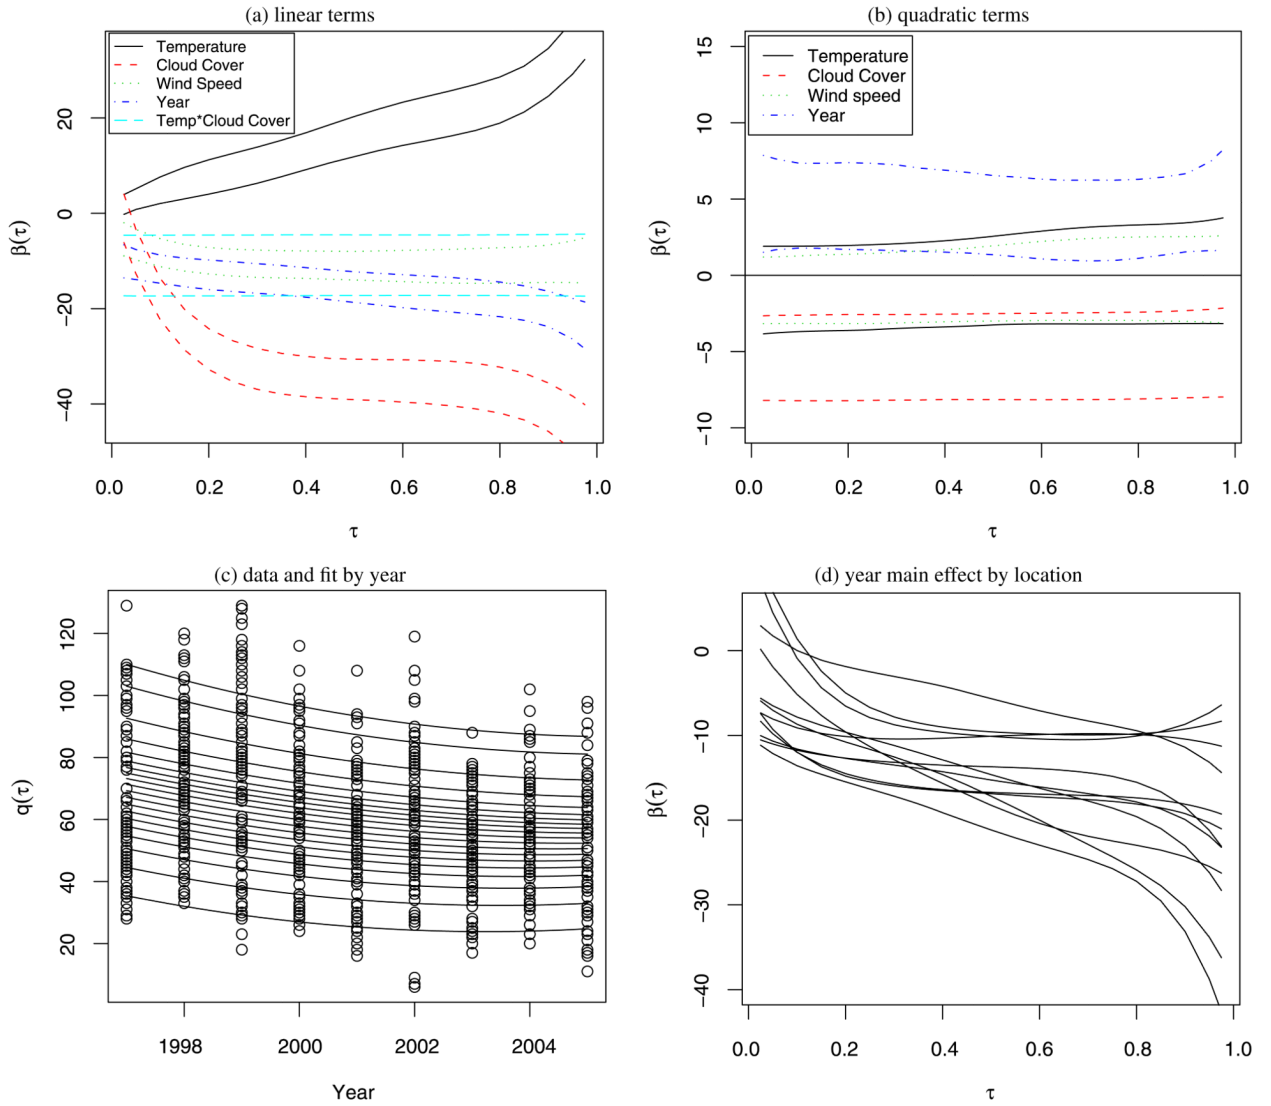 (a) linear terms
Temperature
Cloud Cover
Wind Speed
Year
Temp*Cloud Cover
20
0
−20
−40
β(τ)
0.0 0.2 0.4 0.6 0.8 1.0
τ
(b) quadratic terms
Temperature
Cloud Cover
Wind speed
Year
15
10
5
0
−5
−10
β(τ)
0.0 0.2 0.4 0.6 0.8 1.0
τ
(c) data and fit by year
120
100
80
60
40
20
q(τ)
1998 2000 2002 2004
Year
(d) year main effect by location
0
−10
−20
−30
−40
β(τ)
0.0 0.2 0.4 0.6 0.8 1.0
τ